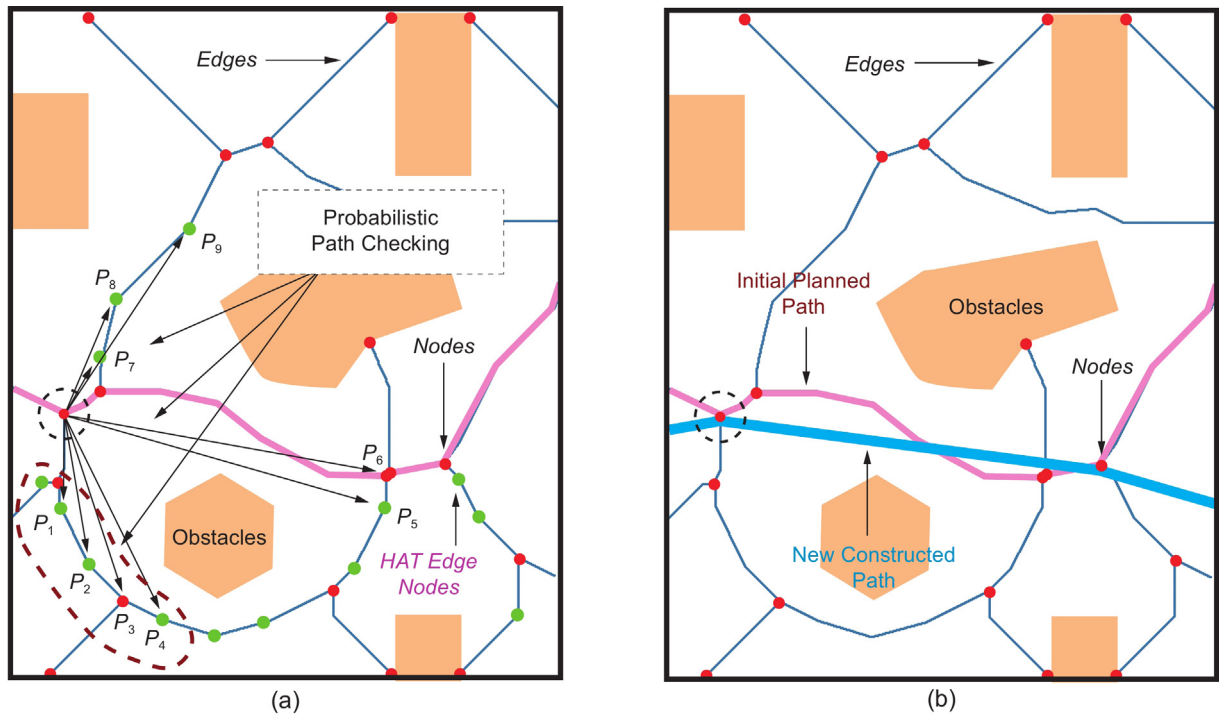 Edges
Probabilistic
Path Checking
P9
P8
P7
Nodes
P6
P5
P1
Obstacles
HAT Edge
Nodes
P2
P3
P4
(a)
Edges
Initial Planned
Path
Obstacles
Nodes
New Constructed
Path
(b)